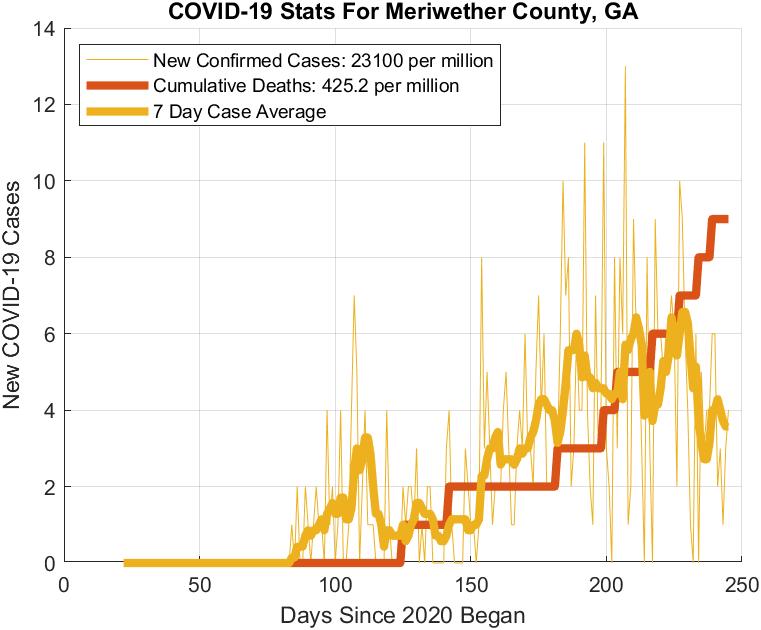 COVID-19 Stats For Meriwether County, GA
14
New Confirmed Cases: 23100 per million
Cumulative Deaths: 425.2 per million
7 Day Case Average
12
10
8
6
4
2
0
New COVID-19 Cases
0 50 100 150 200 250
Days Since 2020 Began